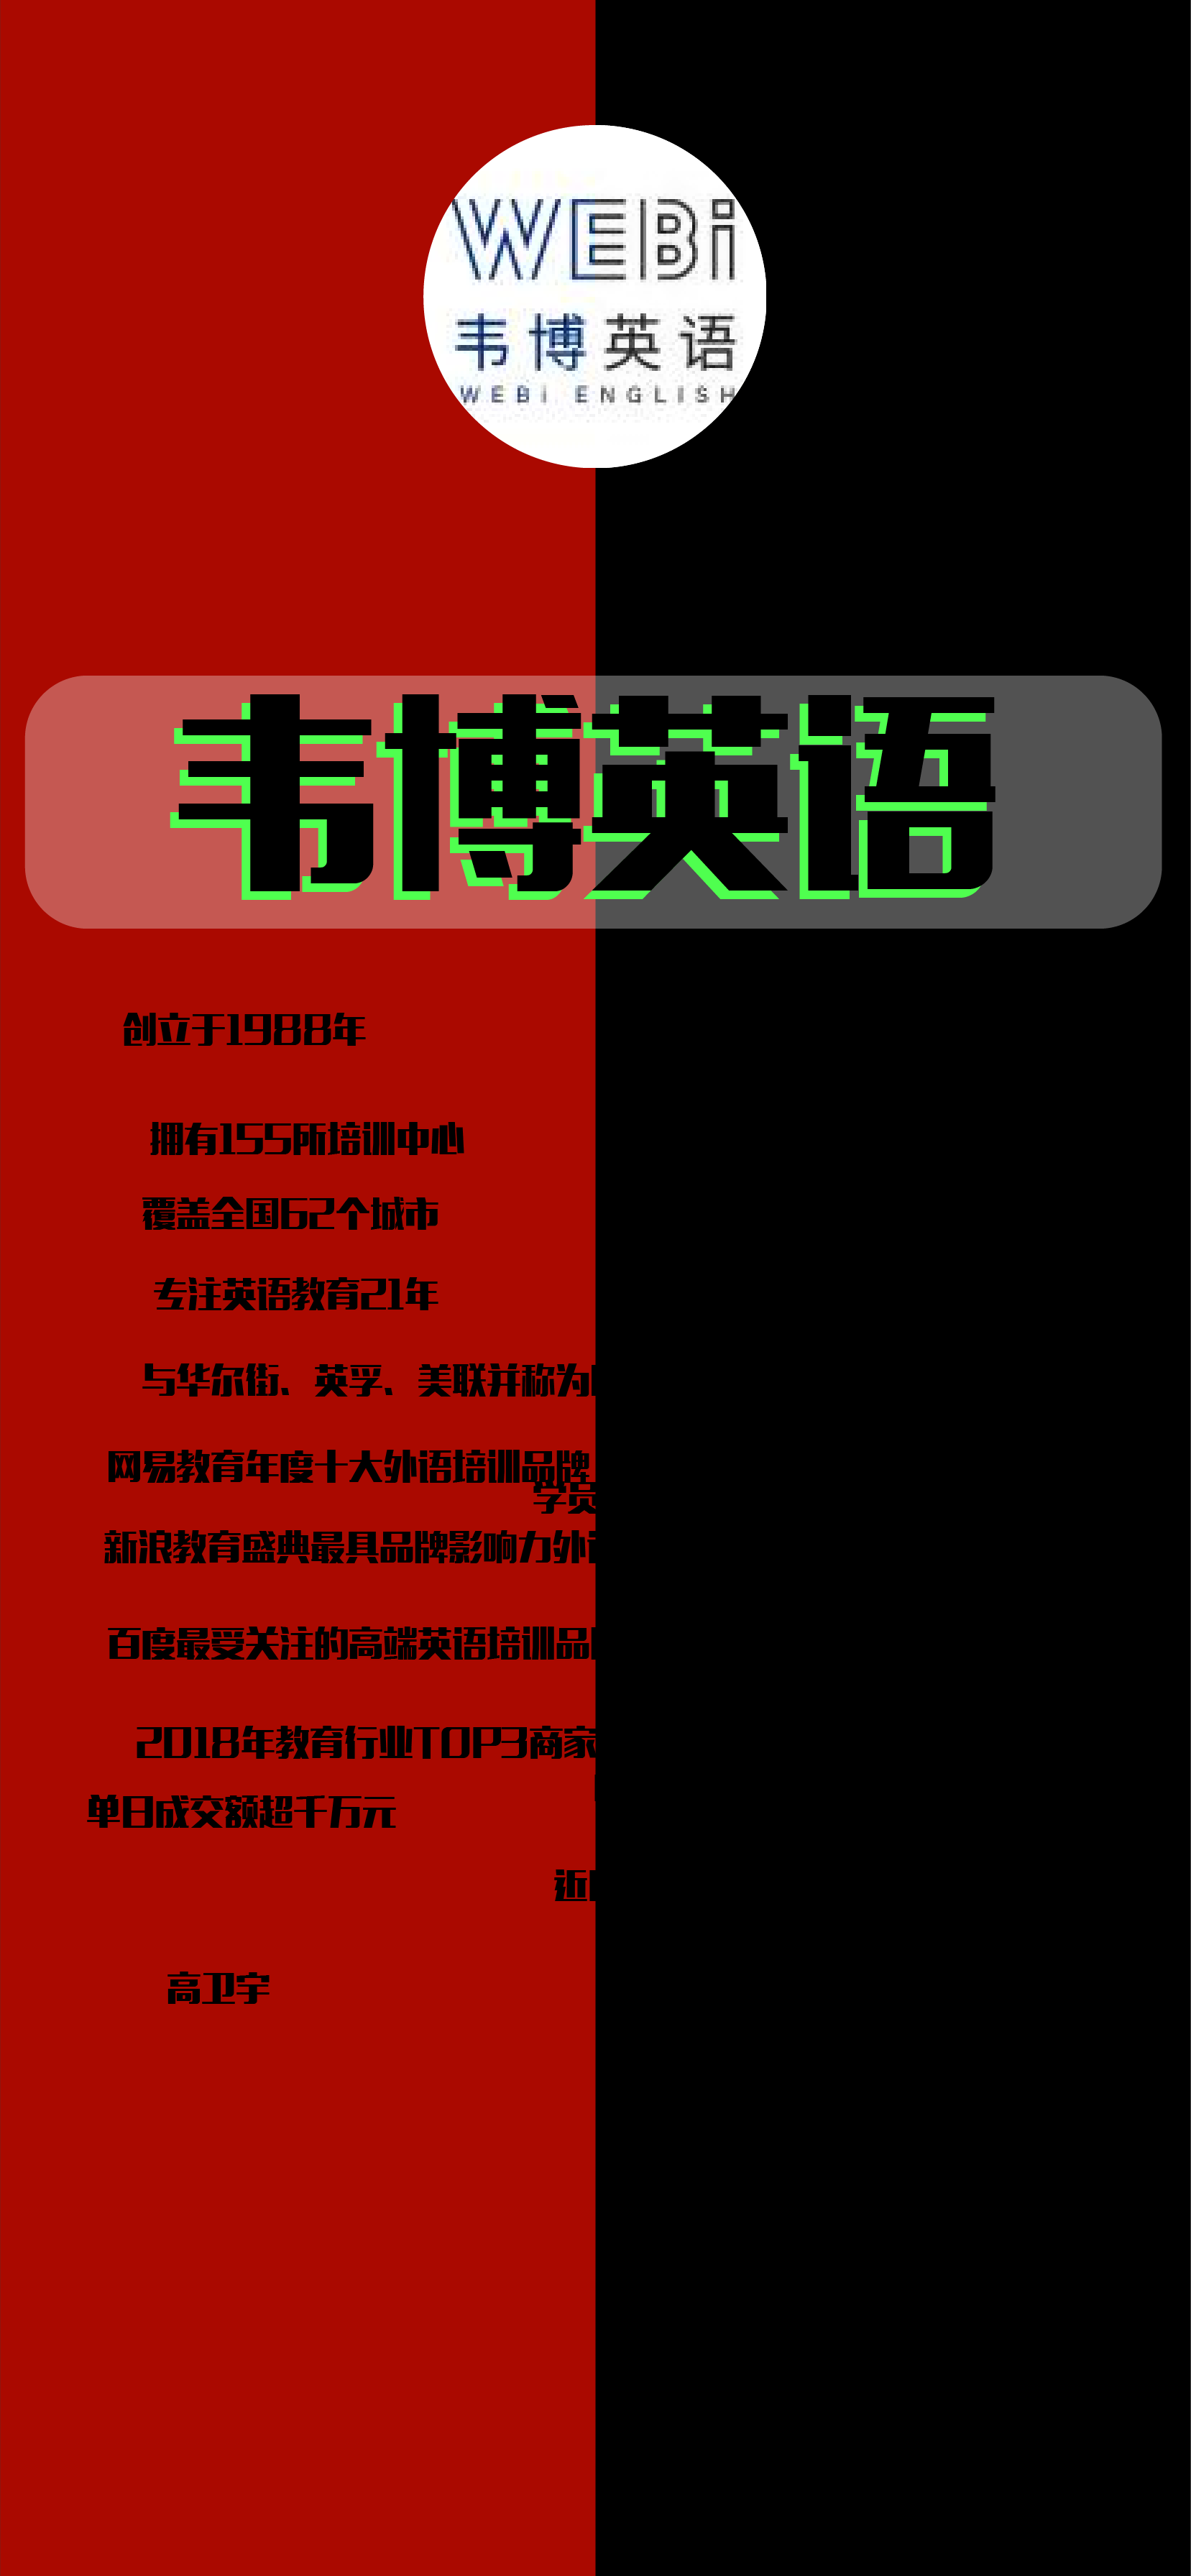 WEBi
韦博英语
WEBi ENGLISH
韦博英语
创立于1988年
拥有155所培训中心
覆盖全国62个城市
专注英语教育21年
与华尔街、英孚、美联并称为
网易教育年度十大外语培训品牌
学员
新浪教育盛典最具品牌影响力外
百度最受关注的高端英语培训品
2018年教育行业TOP3商家
单日成交额超千万元
近
高卫宇